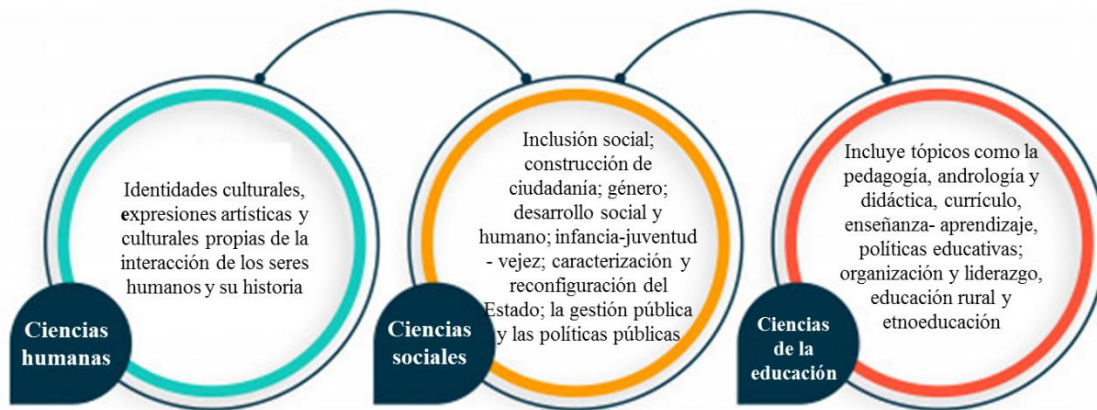 Identidades culturales,
expresiones artísticas y
culturales propias de la
interacción de los seres
humanos y su historia
Ciencias
humanas
Inclusión social;
construcción de
ciudadanía; género;
desarrollo social y
humano; infancia-juventud
- vejez; caracterización y
reconfiguración del
Estado; la gestión pública
y las políticas públicas
Ciencias
sociales
Incluye tópicos como la
pedagogía, andrología y
didáctica, currículo,
enseñanza- aprendizaje,
políticas educativas;
organización y liderazgo,
educación rural y
etnoeducación
Ciencias
de la
educación